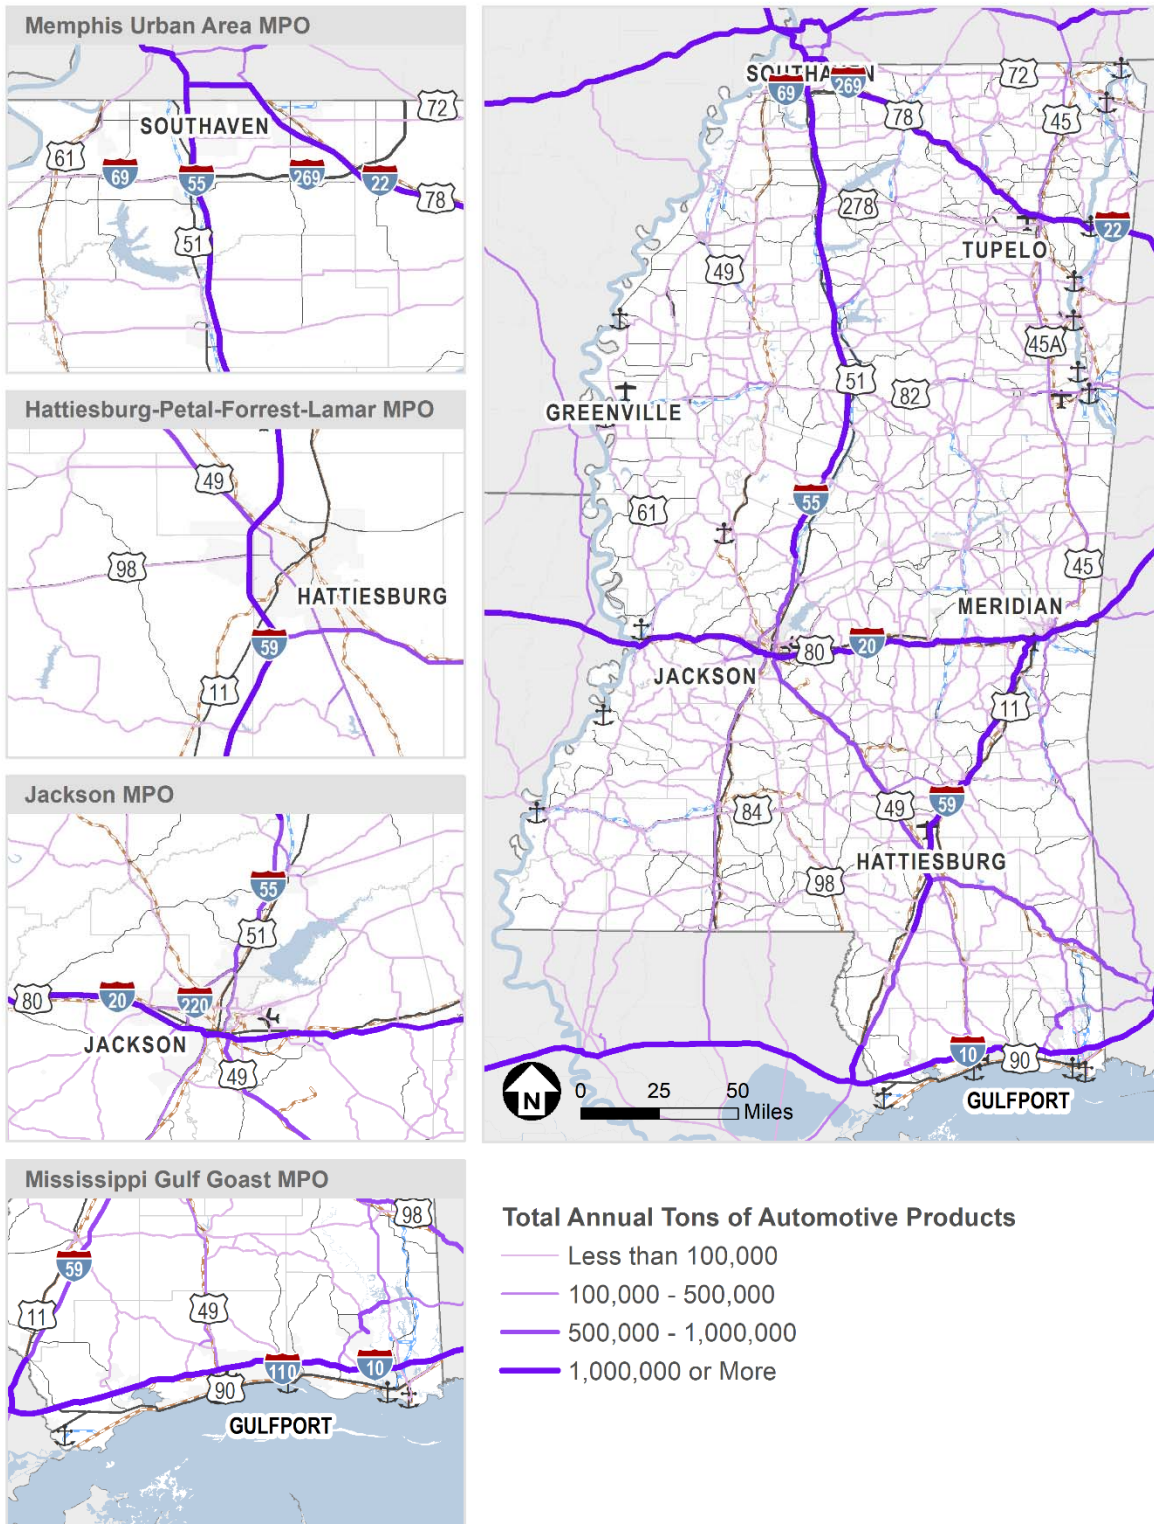 Memphis Urban Area MPO
72
SOUTHAVEN
61
69
55
269
22
78
51
Hattiesburg-Petal-Forrest-Lamar MPO
49
98
HATTIESBURG
59
11
Jackson MPO
55
51
80
20
220
JACKSON
49
Mississippi Gulf Goast MPO
98
59
11
49
110
10
90
GULFPORT
SOUTHAVEN
69
269
72
78
45
278
22
TUPELO
49
45A
51
82
GREENVILLE
55
61
45
MERIDIAN
80
20
JACKSON
11
59
49
84
HATTIESBURG
98
10
90
N
0 25 50
Miles
GULFPORT
Total Annual Tons of Automotive Products
Less than 100,000
100,000 - 500,000
500,000 - 1,000,000
1,000,000 or More